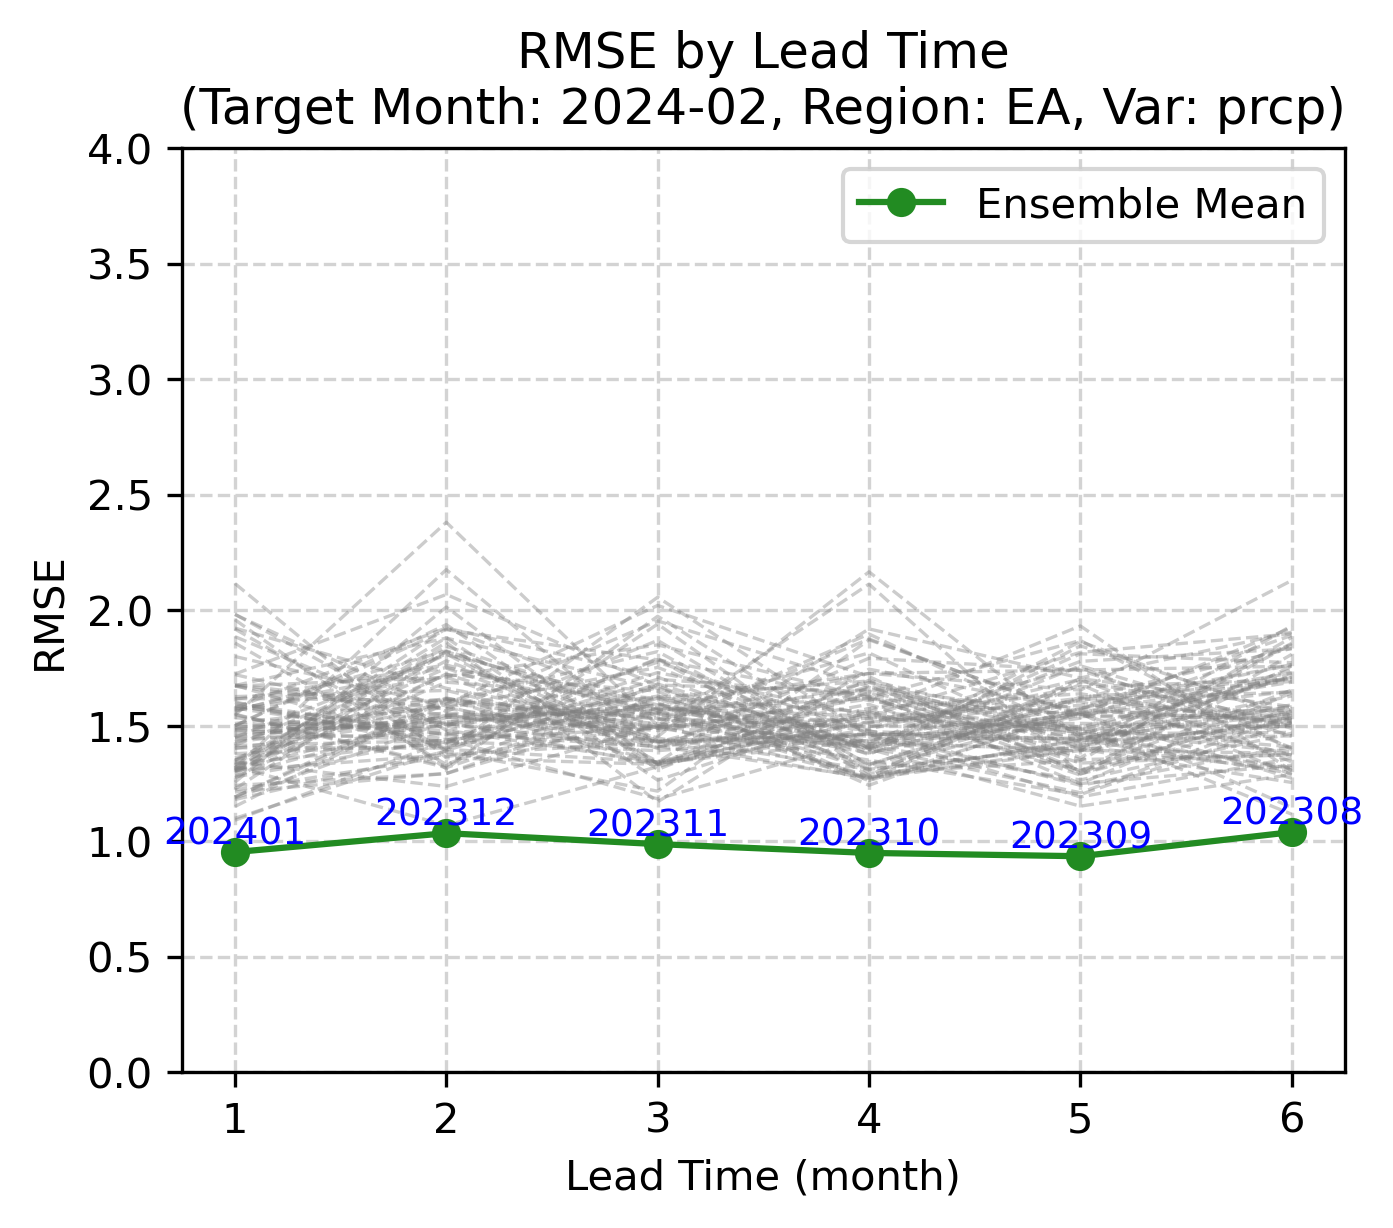 RMSE by Lead Time
(Target Month: 2024-02, Region: EA, Var: prcp)
4.0
3.5
3.0
2.5
2.0
1.5
1.0
0.5
0.0
RMSE
Ensemble Mean
202401
202312
202311
202310
202309
202308
1 2 3 4 5 6
Lead Time (month)